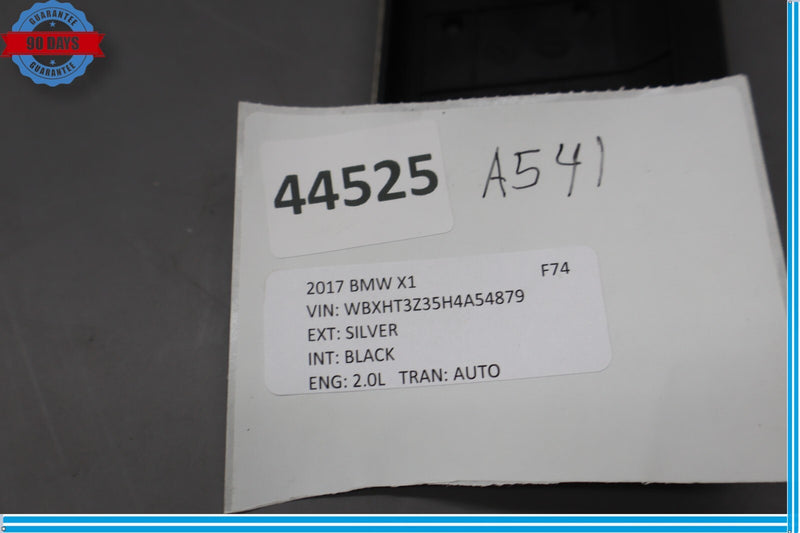 GUARANTEE
90 DAYS
GUARANTEE
44525
A541
2017 BMW X1 F74
VIN: WBXHT3Z35H4A54879
EXT: SILVER
INT: BLACK
ENG: 2.0L TRAN: AUTO